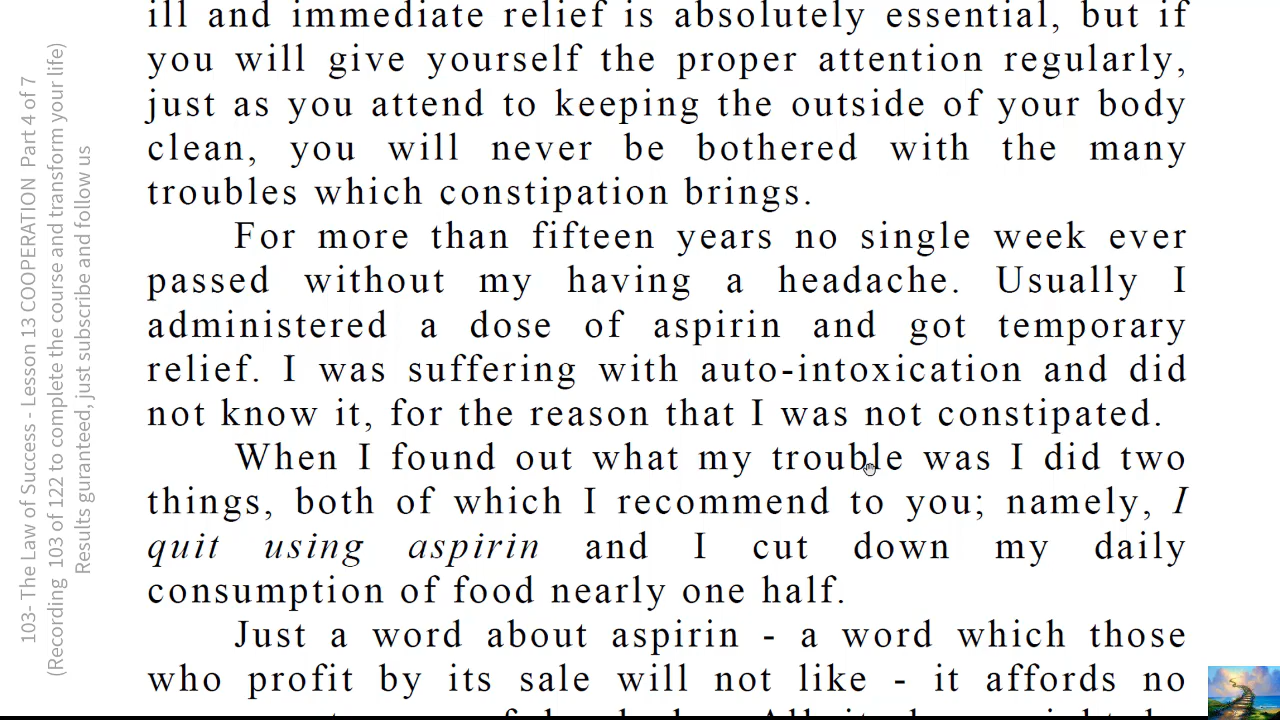 103- The Law of Success - Lesson 13 COOPERATION Part 4 of 7
(Recording 103 of 122 to complete the course and transform your life)
Results guranteed, just subscribe and follow us
ill and immediate relief is absolutely essential, but if
you will give yourself the proper attention regularly,
just as you attend to keeping the outside of your body
clean, you will never be bothered with the many
troubles which constipation brings.
For more than fifteen years no single week ever
passed without my having a headache. Usually I
administered a dose of aspirin and got temporary
relief. I was suffering with auto-intoxication and did
not know it, for the reason that I was not constipated.
When I found out what my trouble was I did two
things, both of which I recommend to you; namely, I
quit using aspirin and I cut down my daily
consumption of food nearly one half.
Just a word about aspirin - a word which those
who profit by its sale will not like - it affords no